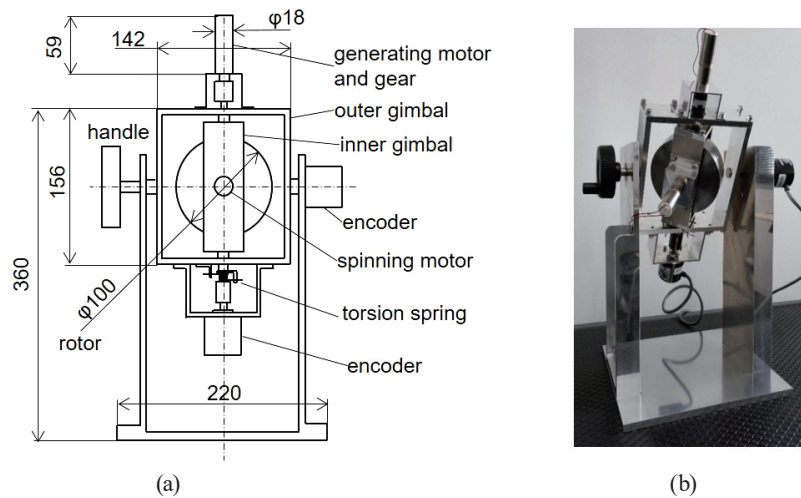 φ18
59
142
generating motor
and gear
outer gimbal
handle
inner gimbal
156
encoder
360
spinning motor
φ100
torsion spring
rotor
encoder
220
(a)
(b)